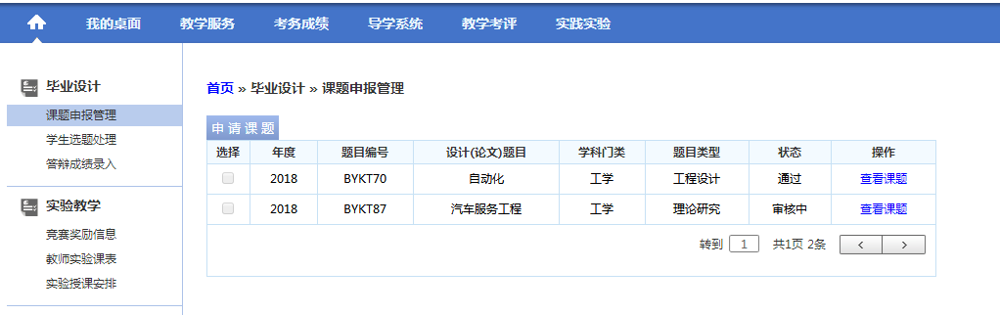 我的桌面 教学服务 考务成绩 导学系统 教学考评 实践实验
毕业设计
课题申报管理
学生选题处理
答辩成绩录入
实验教学
竞赛奖励信息
教师实验课表
实验授课安排
首页 » 毕业设计 » 课题申报管理
申 请 课 题
选择 年度 题目编号 设计(论文)题目 学科门类 题目类型 状态 操作
2018 BYKT70 自动化 工学 工程设计 通过 查看课题
2018 BYKT87 汽车服务工程 工学 理论研究 审核中 查看课题
转到 1 共1页 2条 < >